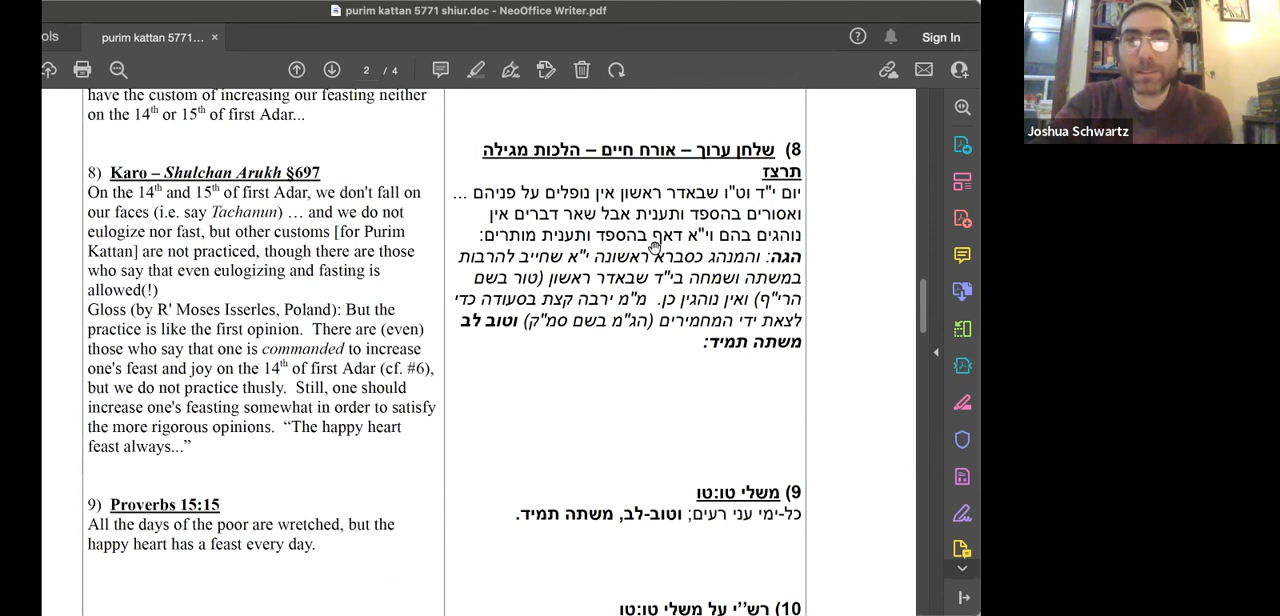 purim kattan 5771 shiur.doc - NeoOffice Writer.pdf
ols
purim kattan 5771...
Sign In
2 / 4
Joshua Schwartz
have the custom of increasing our feasting neither
on the 14th or 15th of first Adar...
8) Karo – Shulchan Arukh §697
On the 14th and 15th of first Adar, we don't fall on
our faces (i.e. say Tachanun) … and we do not
eulogize nor fast, but other customs [for Purim
Kattan] are not practiced, though there are those
who say that even eulogizing and fasting is
allowed(!)
Gloss (by R' Moses Isserles, Poland): But the
practice is like the first opinion. There are (even)
those who say that one is commanded to increase
one's feast and joy on the 14th of first Adar (cf. #6),
but we do not practice thusly. Still, one should
increase one's feasting somewhat in order to satisfy
the more rigorous opinions. “The happy heart
feast always...”
9) Proverbs 15:15
All the days of the poor are wretched, but the
happy heart has a feast every day.
8) שלחן ערוך – אורח חיים – הלכות מגילה
תרצז
יום י"ד וט"ו שבאדר ראשון אין נופלים על פניהם ...
ואסורים בהספד ותענית אבל שאר דברים אין
נוהגים בהם וי"א דאף בהספד ותענית מותרים:
הגה: והמנהג כסברא ראשונה י"א שחייב להרבות
במשתה ושמחה בי"ד שבאדר ראשון (טור בשם
הרי"ף) ואין נוהגין כן. מ"מ ירבה קצת בסעודה כדי
לצאת ידי המחמירים (הג"מ בשם סמ"ק) וטוב לב
משתה תמיד:
9) משלי טו:טו
כל-ימי עני רעים; וטוב-לב, משתה תמיד.
10) רש''י על משלי טו:טו